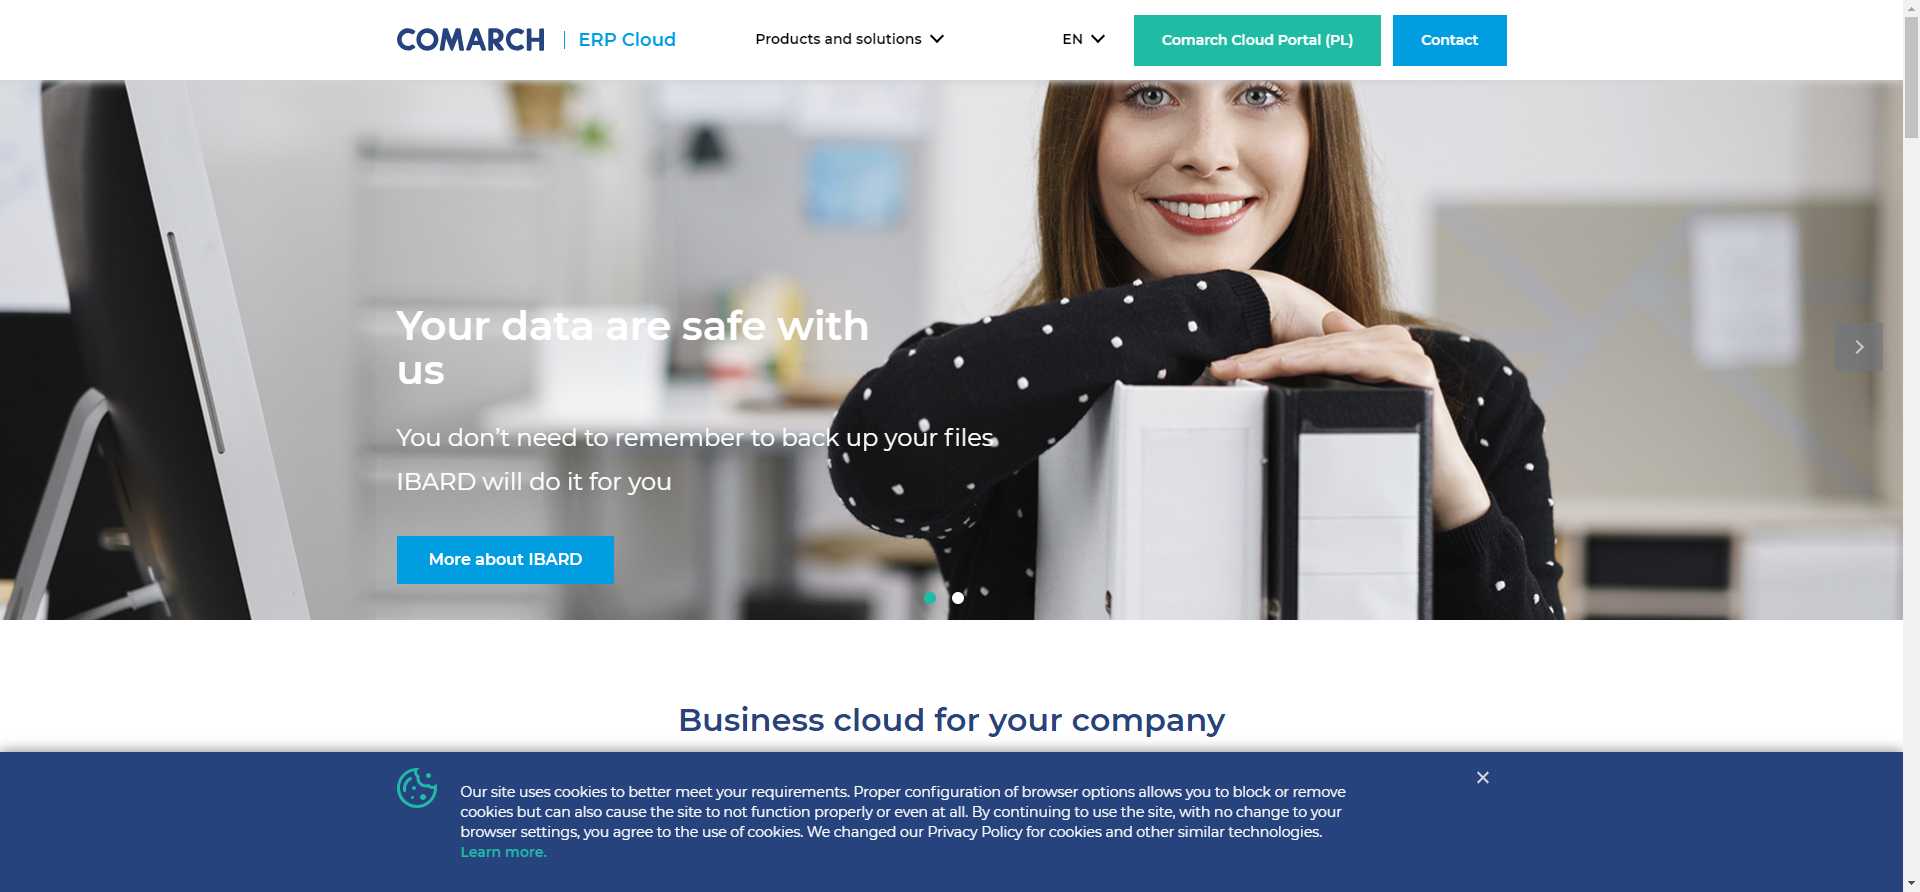 COMARCH | ERP Cloud
Products and solutions
EN
Comarch Cloud Portal (PL)
Contact
Your data are safe with
us
You don’t need to remember to back up your files
IBARD will do it for you
More about IBARD
Business cloud for your company
Our site uses cookies to better meet your requirements. Proper configuration of browser options allows you to block or remove
cookies but can also cause the site to not function properly or even at all. By continuing to use the site, with no change to your
browser settings, you agree to the use of cookies. We changed our Privacy Policy for cookies and other similar technologies.
Learn more.